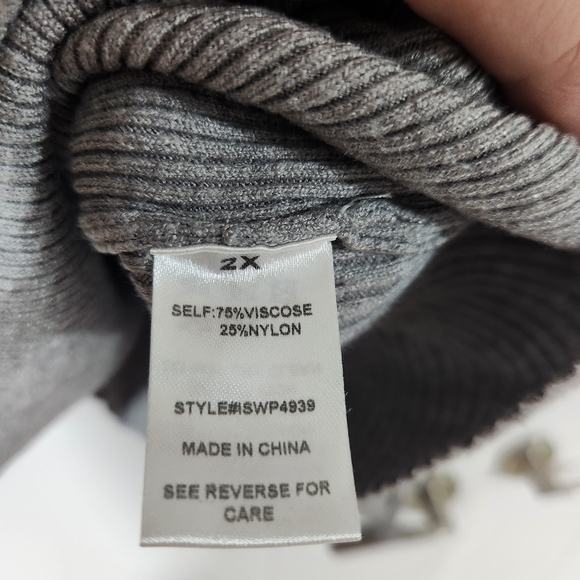 2X
SELF:75%VISCOSE
25%NYLON
STYLE#ISWP4939
MADE IN CHINA
SEE REVERSE FOR
CARE